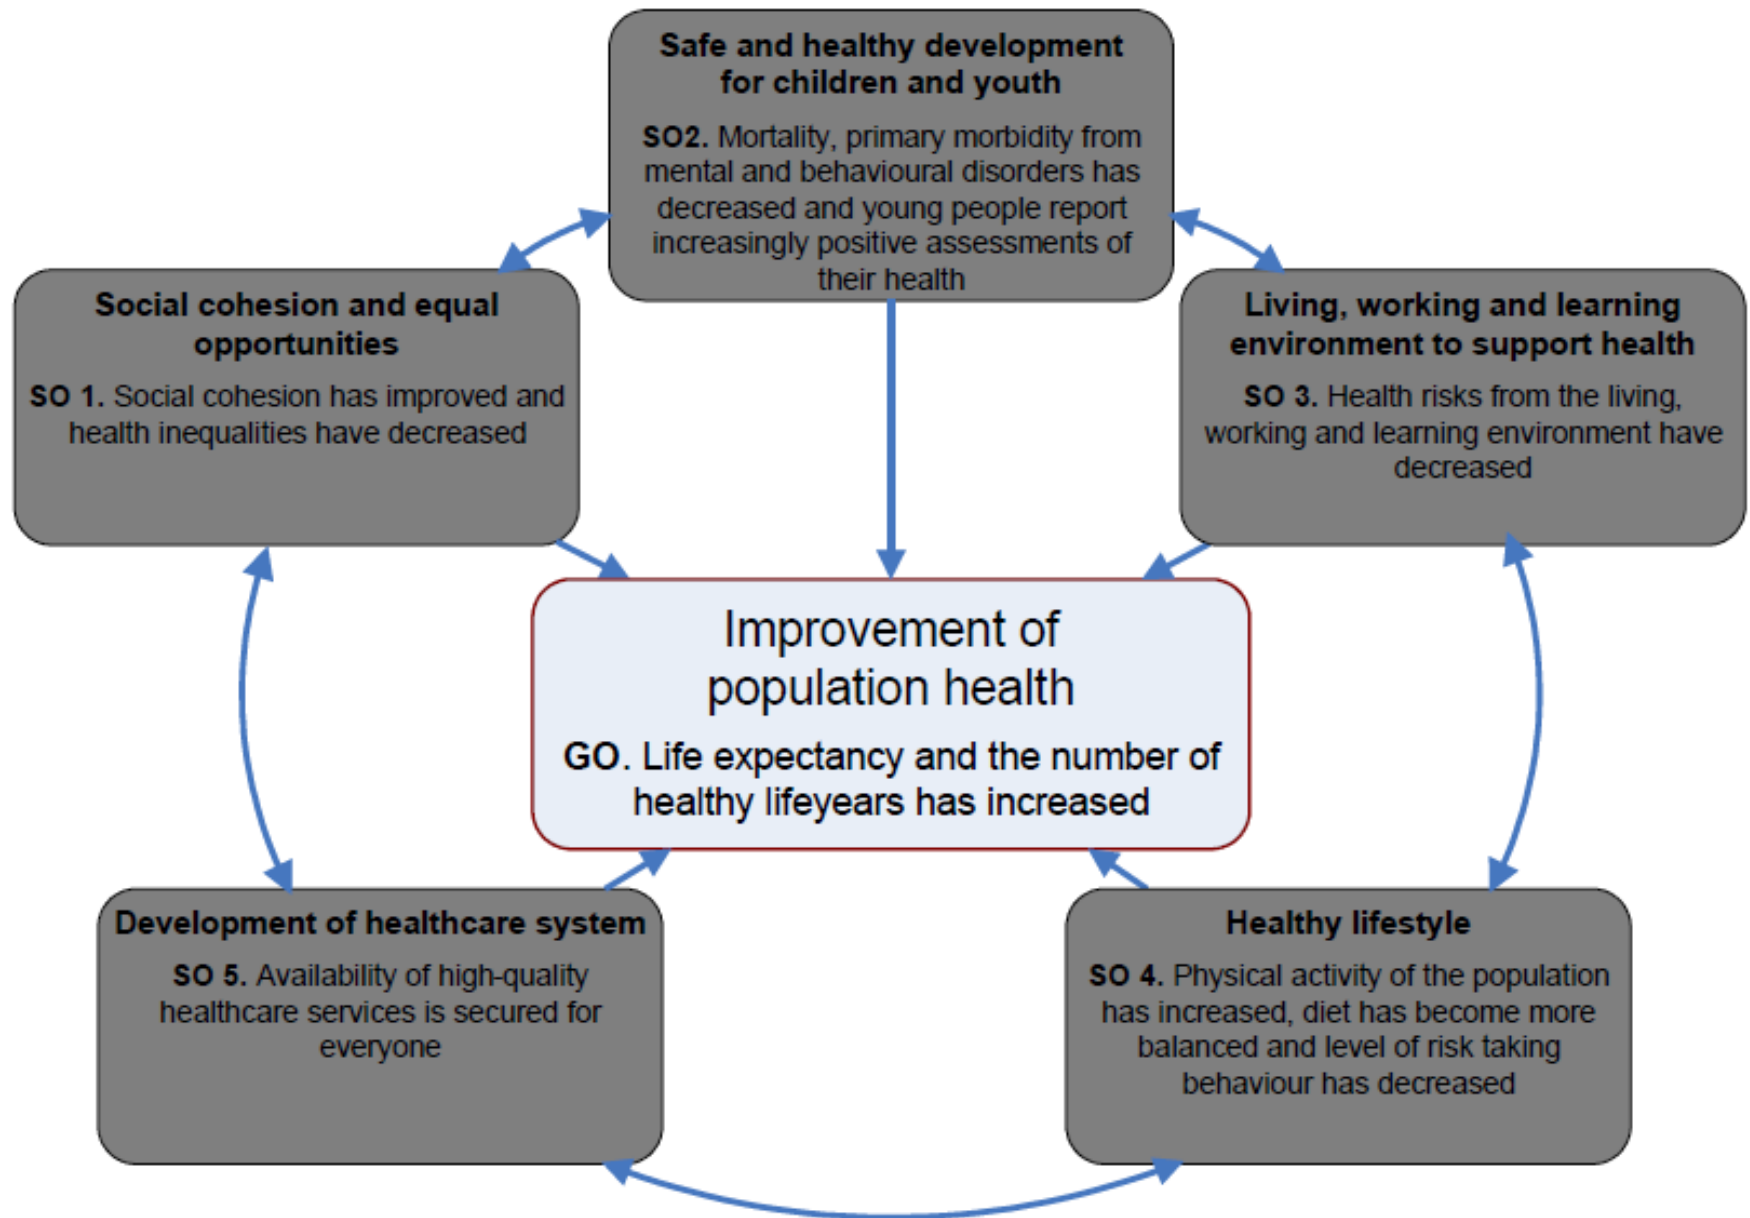 Safe and healthy development
for children and youth
SO2. Mortality, primary morbidity from
mental and behavioural disorders has
decreased and young people report
increasingly positive assessments of
their health
Social cohesion and equal
opportunities
SO 1. Social cohesion has improved and
health inequalities have decreased
Living, working and learning
environment to support health
SO 3. Health risks from the living,
working and learning environment have
decreased
Improvement of
population health
GO. Life expectancy and the number of
healthy lifeyears has increased
Development of healthcare system
SO 5. Availability of high-quality
healthcare services is secured for
everyone
Healthy lifestyle
SO 4. Physical activity of the population
has increased, diet has become more
balanced and level of risk taking
behaviour has decreased